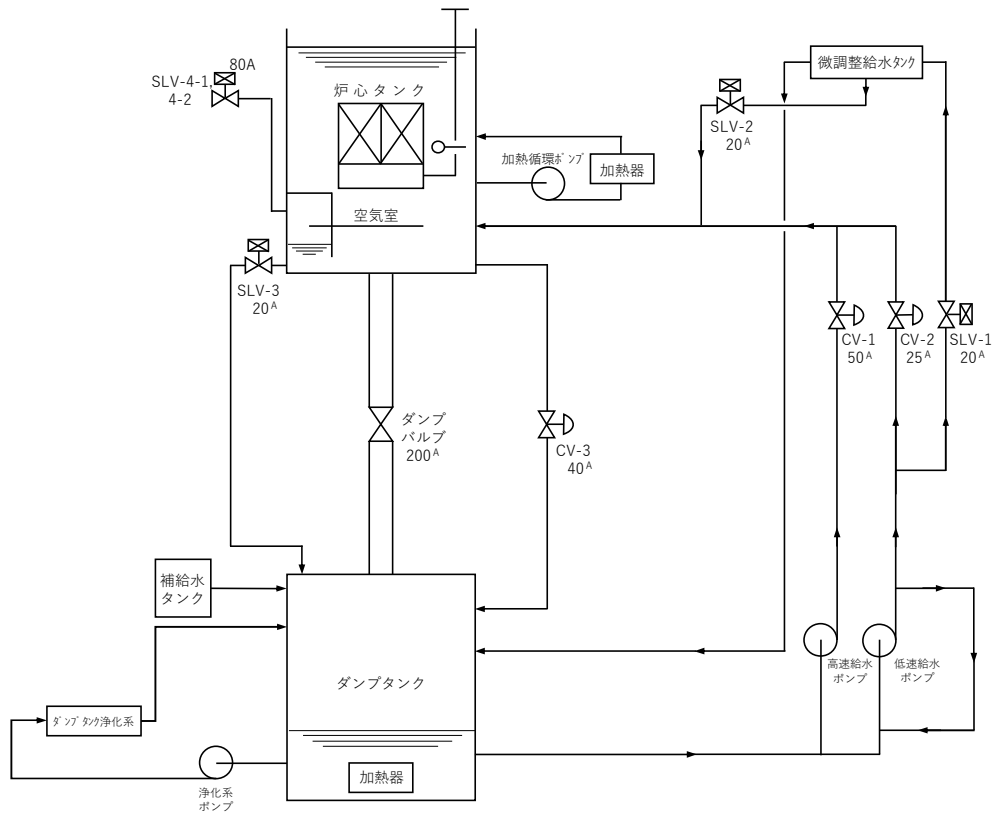 80A
SLV-4-1,
4-2
炉心タンク
微調整給水タンク
SLV-2
20A
加熱循環ポンプ
加熱器
空気室
SLV-3
20A
CV-1
50A
CV-2
25A
SLV-1
20A
ダンプ
バルブ
200A
CV-3
40A
補給水
タンク
高速給水
ポンプ
低速給水
ポンプ
ダンプタンク
ダンプタンク浄化系
加熱器
浄化系
ポンプ